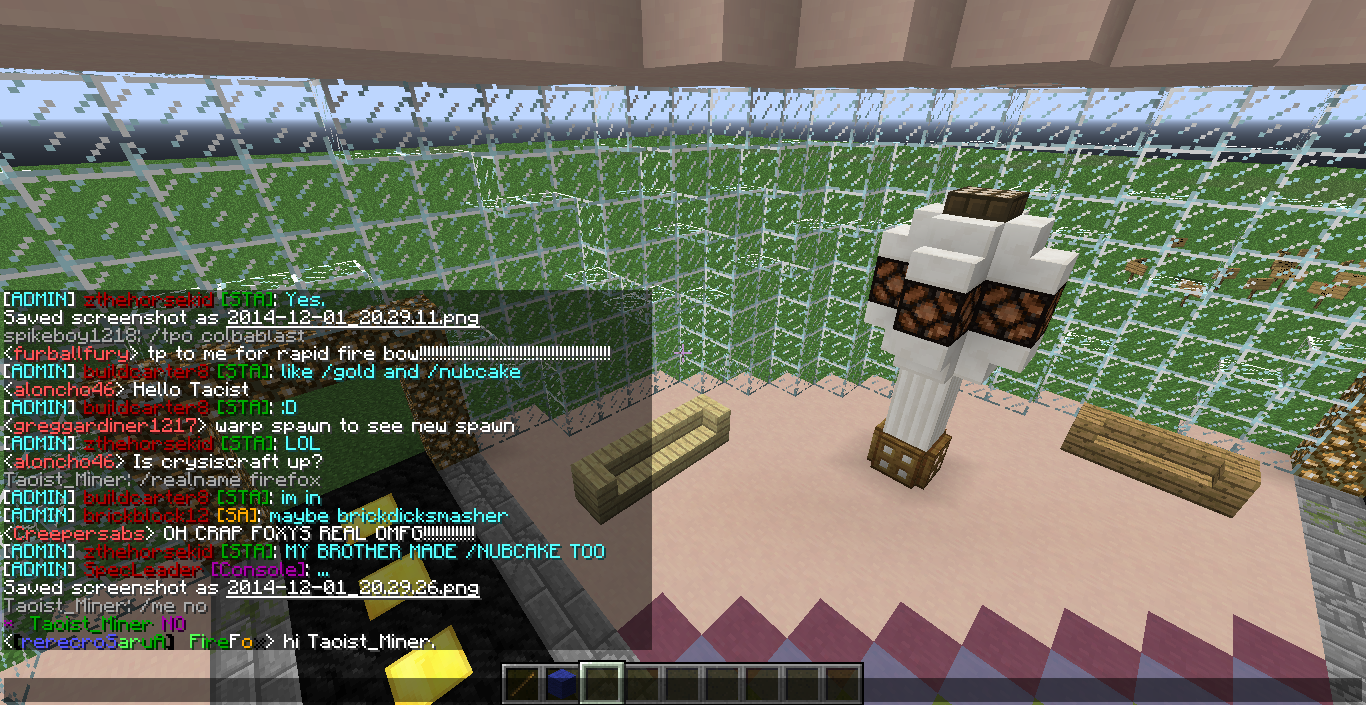 [ADMIN] zthehorsekid [STA]: Yes.
Saved screenshot as 2014-12-01_20.29.11.png
spikeboy1218: /tpo colbablast
<furballfury> tp to me for rapid fire bow!!!!!!!!!!!!!!!!!!!!!!!!!!!!!!!!!!!!!!!!!!!!!!!!
[ADMIN] buildcarter8 [STA]: like /gold and /nubcake
<aloncho46> Hello Tacist
[ADMIN] buildcarter8 [STA]: :D
<greggardiner1217> warp spawn to see new spawn
[ADMIN] zthehorsekid [STA]: LOL
<aloncho46> Is crysiscraft up?
Taoist_Miner: /realname firefox
[ADMIN] buildcarter8 [STA]: im in
[ADMIN] brickblock12 [SA]: maybe brickdicksmasher
<Creepersabs> OH CRAP FOXYS REAL OMFG!!!!!!!!!!!!!
[ADMIN] zthehorsekid [STA]: MY BROTHER MADE /NUBCAKE TOO
[ADMIN] SpecLeader [Console]: ...
Saved screenshot as 2014-12-01_20.29.26.png
Taoist_Miner: /me no
* Taoist_Miner NO
FireFox> hi Taoist_Miner.